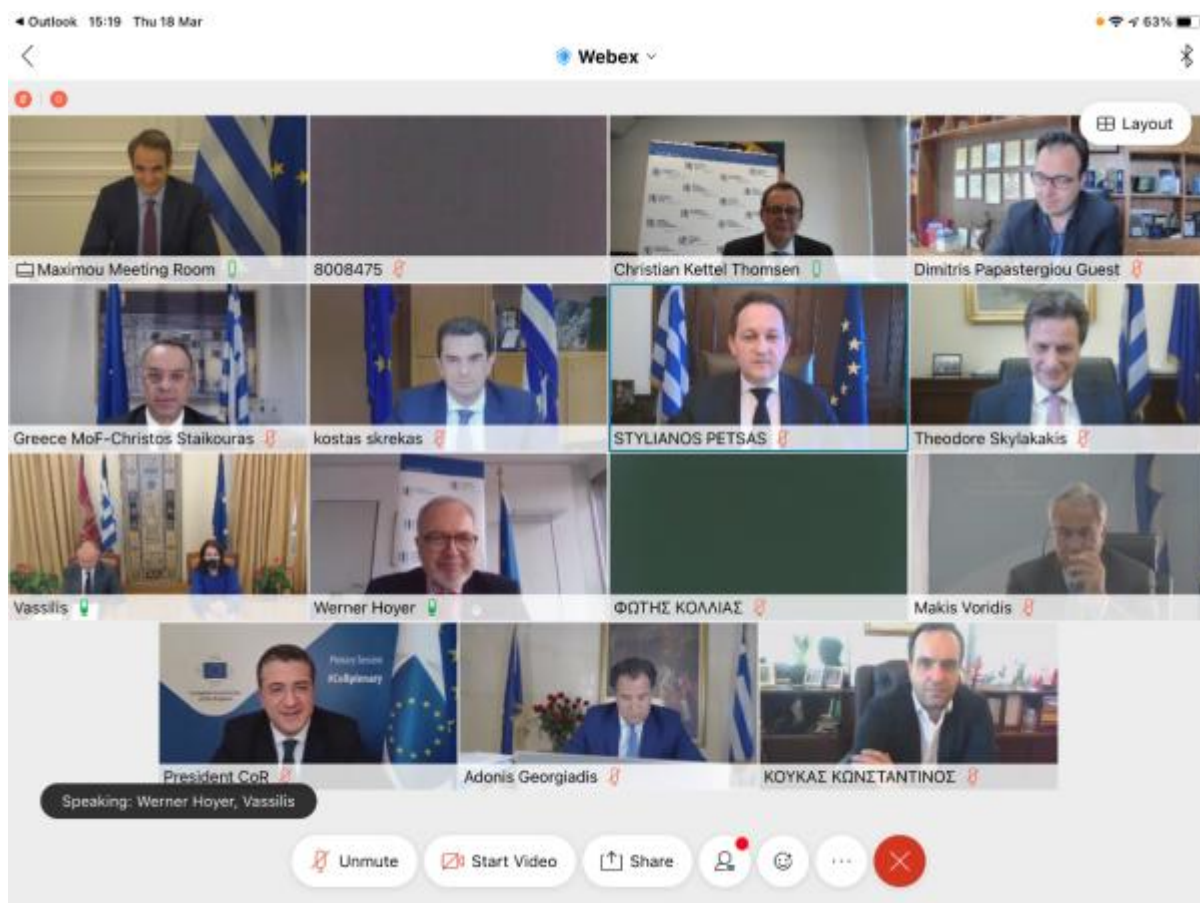 Outlook 15:19 Thu 18 Mar
63%
Webex
Layout
Maximou Meeting Room
8008475
Christian Kettel Thomsen
Dimitris Papastergiou Guest
Greece MoF-Christos Staikouras
kostas skrekas
STYLIANOS PETSAS
Theodore Skylakakis
Vassilis
Werner Hoyer
ΦΩΤΗΣ ΚΟΛΛΙΑΣ
Makis Voridis
Plenary Session
#CoRplenary
President CoR
Adonis Georgiadis
ΚΟΥΚΑΣ ΚΩΝΣΤΑΝΤΙΝΟΣ
Speaking: Werner Hoyer, Vassilis
Unmute
Start Video
Share